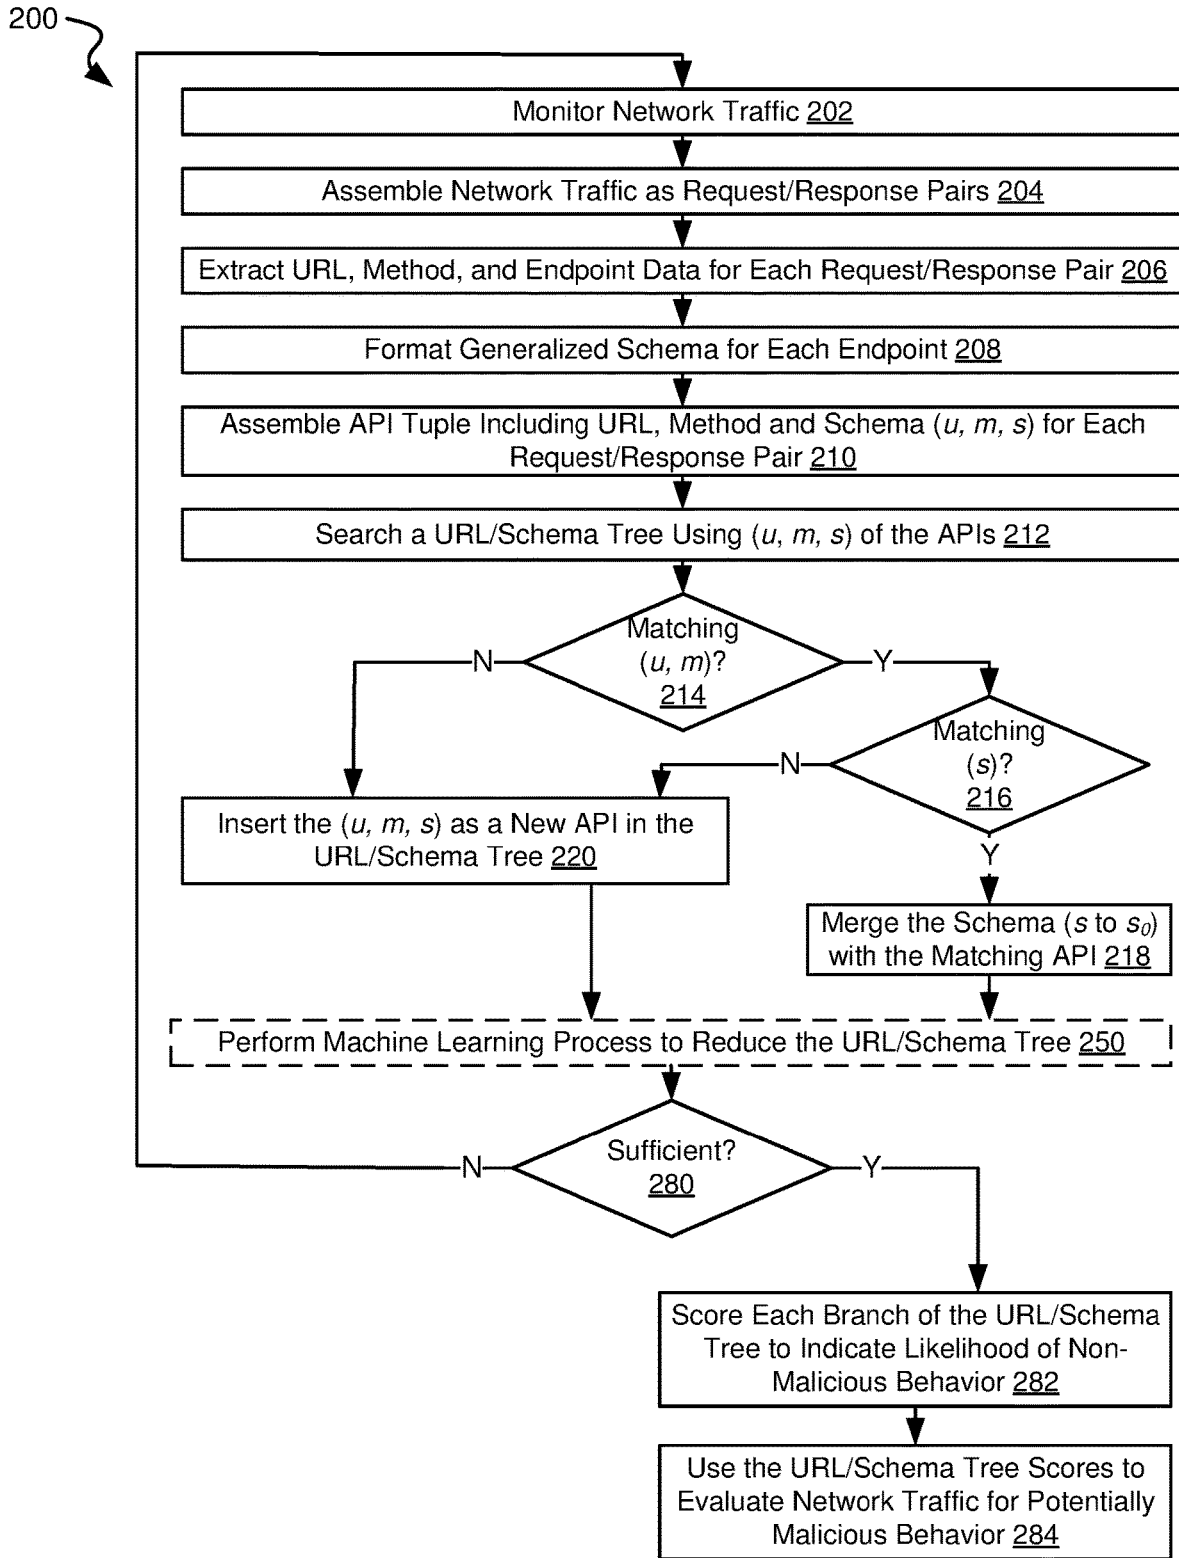 200
Monitor Network Traffic 202
Assemble Network Traffic as Request/Response Pairs 204
Extract URL, Method, and Endpoint Data for Each Request/Response Pair 206
Format Generalized Schema for Each Endpoint 208
Assemble API Tuple Including URL, Method and Schema (u, m, s) for Each
Request/Response Pair 210
Search a URL/Schema Tree Using (u, m, s) of the APIs 212
Matching
(u, m)?
214
N
Y
Matching
(s)?
216
N
Y
Insert the (u, m, s) as a New API in the
URL/Schema Tree 220
Merge the Schema (s to s₀)
with the Matching API 218
Perform Machine Learning Process to Reduce the URL/Schema Tree 250
Sufficient?
280
N
Y
Score Each Branch of the URL/Schema
Tree to Indicate Likelihood of Non-
Malicious Behavior 282
Use the URL/Schema Tree Scores to
Evaluate Network Traffic for Potentially
Malicious Behavior 284